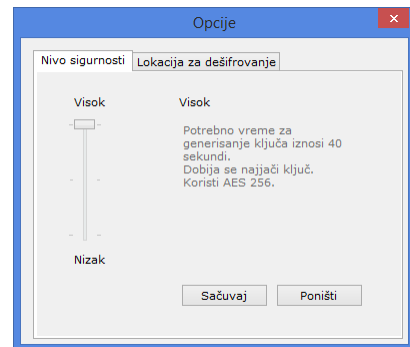 Opcije
Nivo sigurnosti
Lokacija za dešifrovanje
Visok
Visok
Potrebno vreme za
generisanje ključa iznosi 40
sekundi.
Dobija se najjači ključ.
Koristi AES 256.
Nizak
Sačuvaj
Poništi